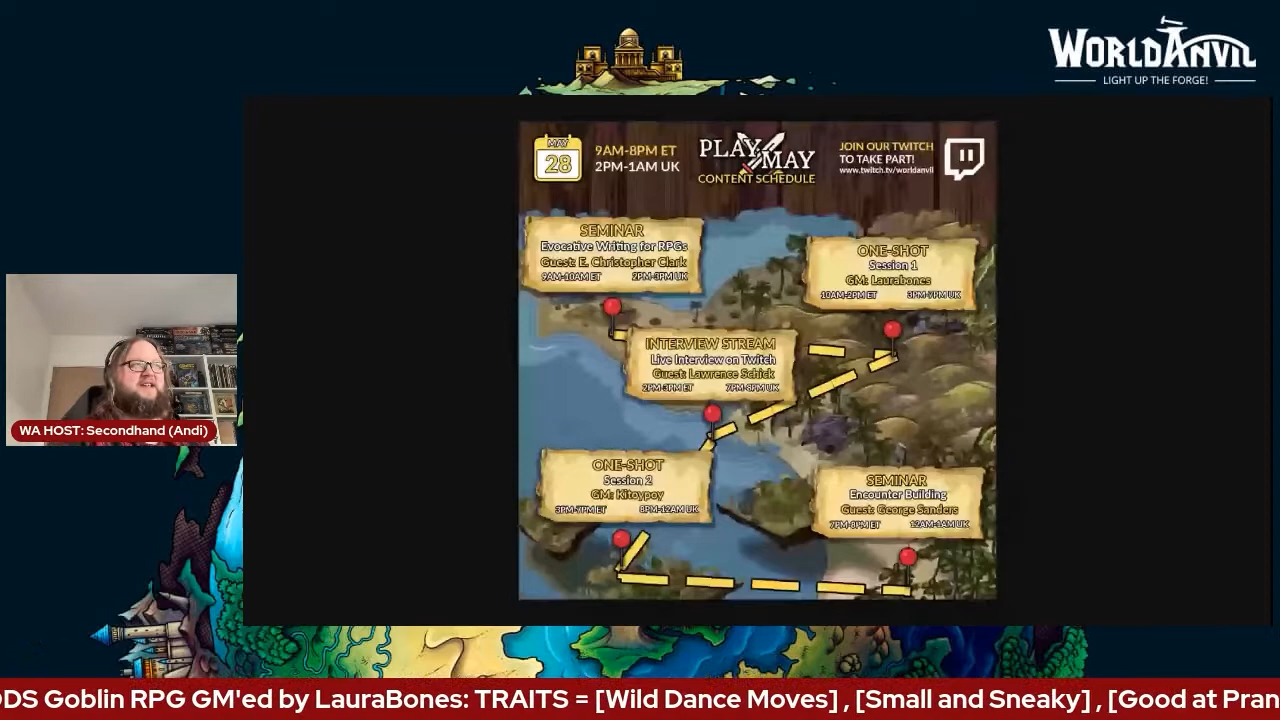 WORLDANVIL
LIGHT UP THE FORGE!
MAY
28
9AM-8PM ET
2PM-1AM UK
PLAY MAY
CONTENT SCHEDULE
JOIN OUR TWITCH
TO TAKE PART!
www.twitch.tv/worldanvil
SEMINAR
Evocative Writing for RPGs
Guest: E. Christopher Clark
9AM-10AM ET 2PM-3PM UK
ONE-SHOT
Session 1
GM: Laurabones
10AM-2PM ET 3PM-7PM UK
INTERVIEW STREAM
Live Interview on Twitch
Guest: Lawrence Schick
2PM-3PM ET 7PM-8PM UK
ONE-SHOT
Session 2
GM: Kitoypoy
3PM-7PM ET 8PM-12AM UK
SEMINAR
Encounter Building
Guest: George Sanders
7PM-8PM ET 12AM-1AM UK
WA HOST: Secondhand (Andi)
DDS Goblin RPG GM'ed by LauraBones: TRAITS = [Wild Dance Moves] , [Small and Sneaky] , [Good at Pran